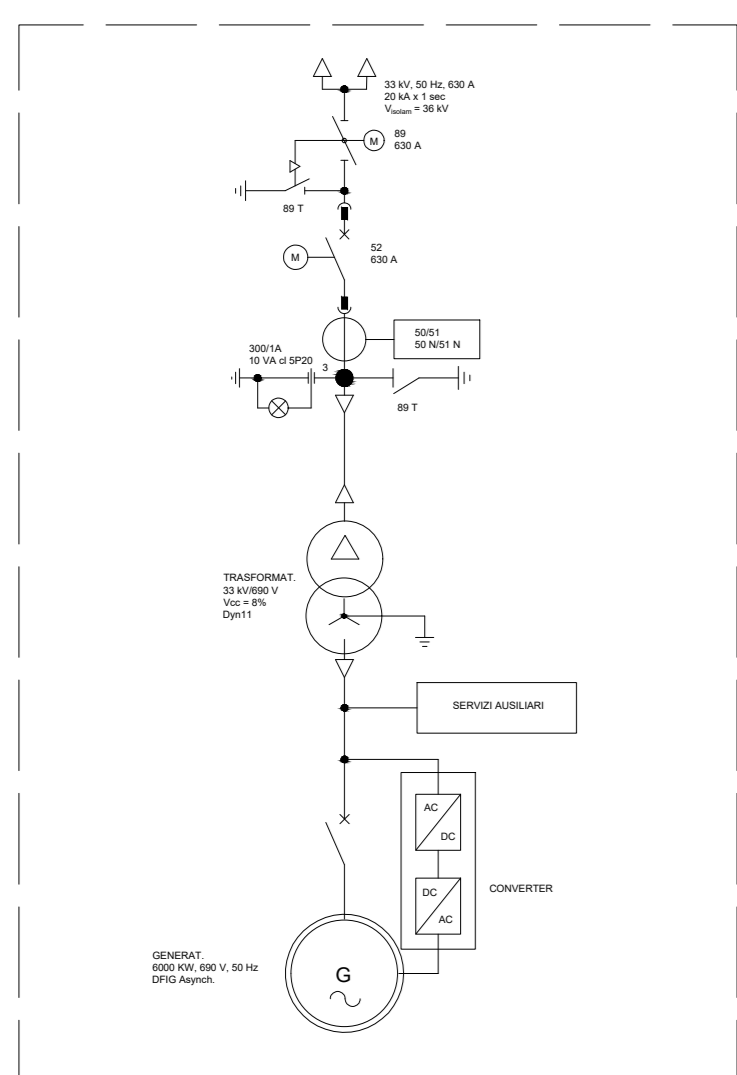 33 kV, 50 Hz, 630 A
20 kA x 1 sec
Visolam = 36 kV
M
89
630 A
89 T
52
630 A
M
50/51
50 N/51 N
300/1A
10 VA cl 5P20
3
89 T
TRASFORMAT.
33 kV/690 V
Vcc = 8%
Dyn11
SERVIZI AUSILIARI
AC
DC
DC
AC
CONVERTER
GENERAT.
6000 KW, 690 V, 50 Hz
DFIG Asynch.
G